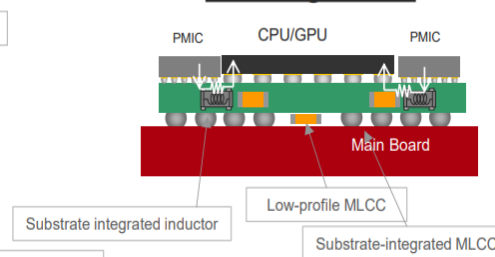 PMIC
CPU/GPU
PMIC
Main Board
Low-profile MLCC
Substrate integrated inductor
Substrate-integrated MLCC